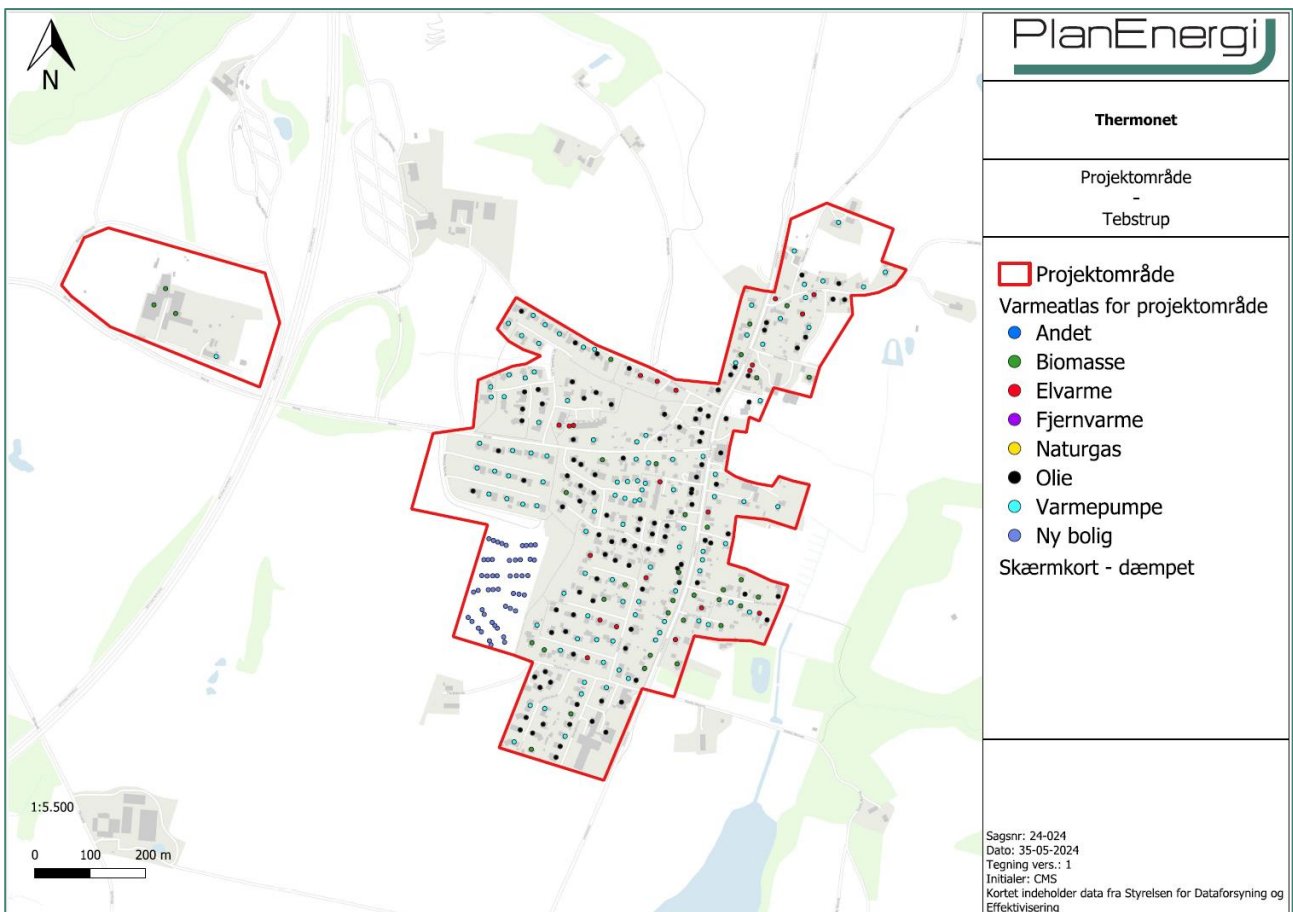 N
PlanEnergi
Thermonet
Projektområde
-
Tebstrup
Projektområde
Varmeatlas for projektområde
Andet
Biomasse
Elvarme
Fjernvarme
Naturgas
Olie
Varmepumpe
Ny bolig
Skærmkort - dæmpet
1:5.500
0 100 200 m
Sagsnr: 24-024
Dato: 35-05-2024
Tegning vers.: 1
Initialer: CMS
Kortet indeholder data fra Styrelsen for Dataforsyning og
Effektivisering